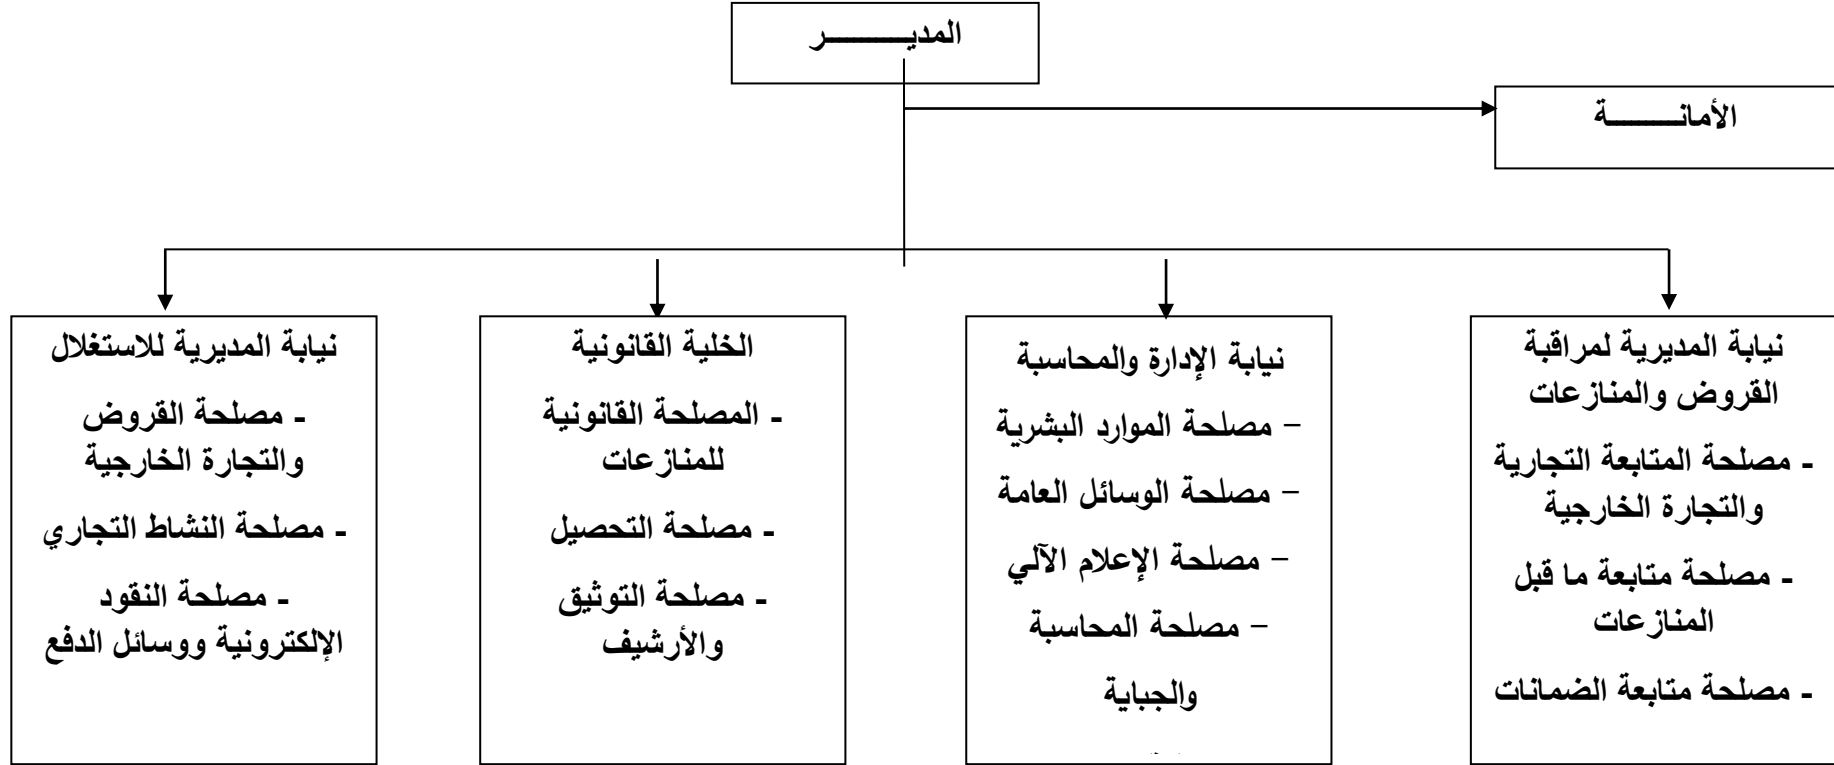 المديـــــــــر
الأمانـــــــــة
نيابة المديرية لمراقبة
القروض والمنازعات
- مصلحة المتابعة التجارية
والتجارة الخارجية
- مصلحة متابعة ما قبل
المنازعات
- مصلحة متابعة الضمانات
نيابة الإدارة والمحاسبة
– مصلحة الموارد البشرية
– مصلحة الوسائل العامة
– مصلحة الإعلام الآلي
– مصلحة المحاسبة
والجباية
الخلية القانونية
- المصلحة القانونية
للمنازعات
- مصلحة التحصيل
- مصلحة التوثيق
والأرشيف
نيابة المديرية للاستغلال
- مصلحة القروض
والتجارة الخارجية
- مصلحة النشاط التجاري
- مصلحة النقود
الإلكترونية ووسائل الدفع